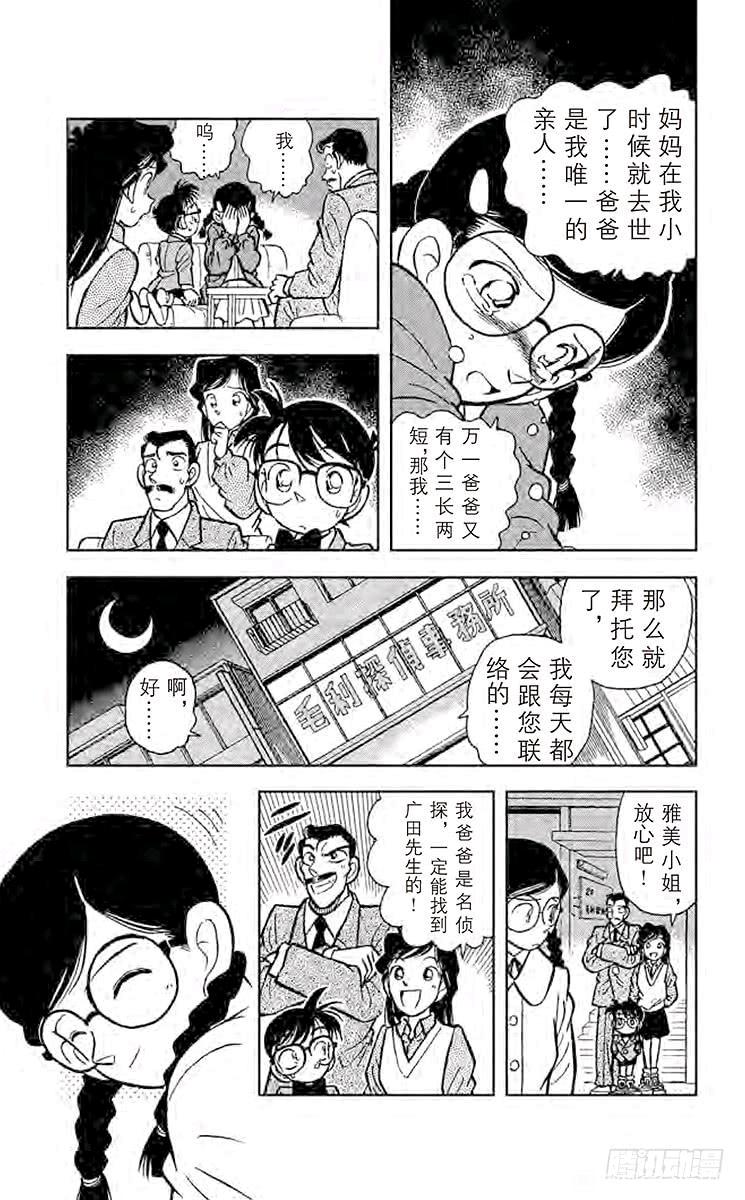 妈妈在我小
时候就去世
了……爸爸
是我唯一的
亲人……
万一爸爸又
有个三长两
短，那我……
我……
呜……
那么就
拜托您
了，
我每天都
会跟您联
络的……
啊，
好……
毛利探偵事務所
雅美小姐，
放心吧！
我爸爸是名侦
探，一定能找到
广田先生的！
腾讯动漫